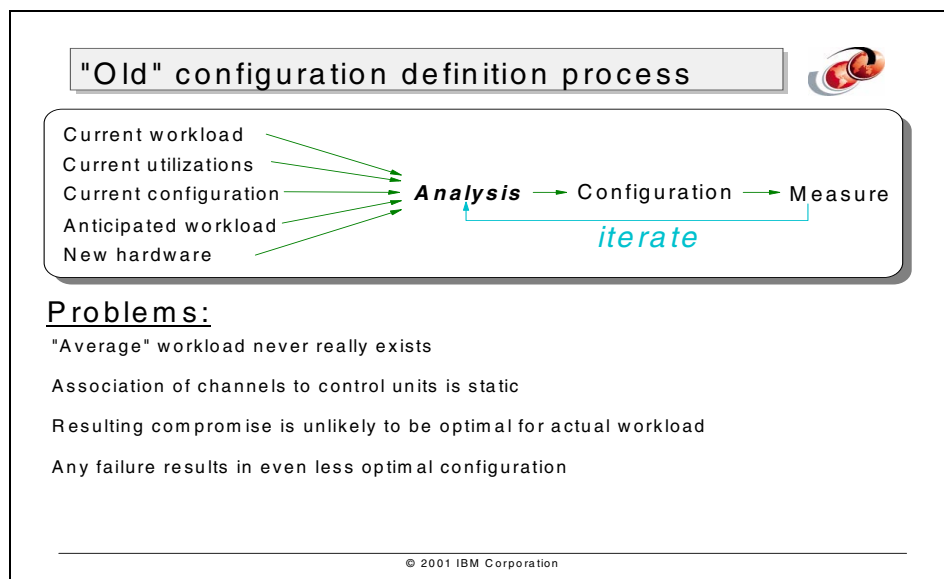 "Old" configuration definition process
Current workload
Current utilizations
Current configuration
Anticipated workload
New hardware
Analysis
Configuration
Measure
iterate
Problems:
"Average" workload never really exists
Association of channels to control units is static
Resulting compromise is unlikely to be optimal for actual workload
Any failure results in even less optimal configuration
© 2001 IBM Corporation